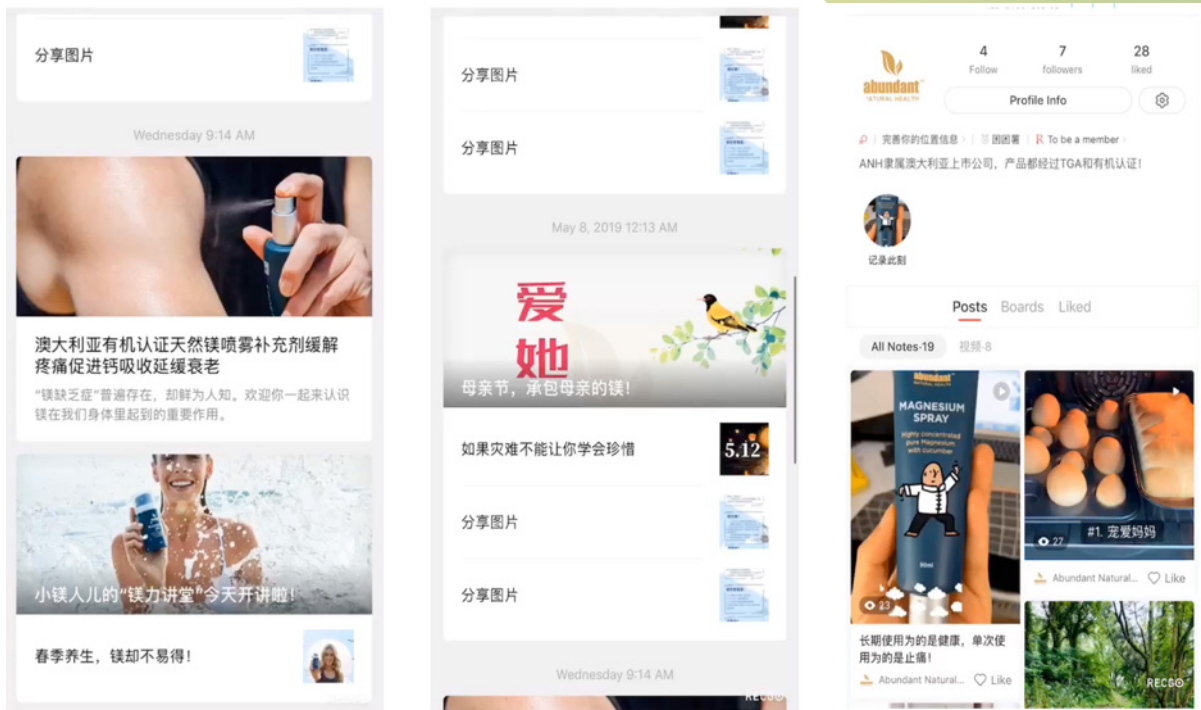 分享图片
Wednesday 9:14 AM
澳大利亚有机认证天然镁喷雾补充剂缓解
疼痛促进钙吸收延缓衰老
“镁缺乏症”普遍存在，却鲜为人知。欢迎你一起来认识
镁在我们身体里起到的重要作用。
小镁人儿的“镁力讲堂”今天开讲啦！
春季养生，镁却不易得！
分享图片
分享图片
May 8, 2019 12:13 AM
爱
她
母亲节，承包母亲的镁！
如果灾难不能让你学会珍惜
5.12
分享图片
分享图片
Wednesday 9:14 AM
RECGO
abundant
NATURAL HEALTH
4
7
28
Follow
followers
liked
Profile Info
完善你的位置信息
困困薯
To be a member
ANH隶属澳大利亚上市公司，产品都经过TGA和有机认证！
记录此刻
Posts
Boards
Liked
All Notes·19
视频·8
abundant
NATURAL HEALTH
MAGNESIUM
SPRAY
Highly concentrated
pure Magnesium
with cucumber
23
长期使用为的是健康，单次使
用为的是止痛！
Abundant Natural...
Like
#1. 宠爱妈妈
27
Abundant Natural...
Like
RECGO